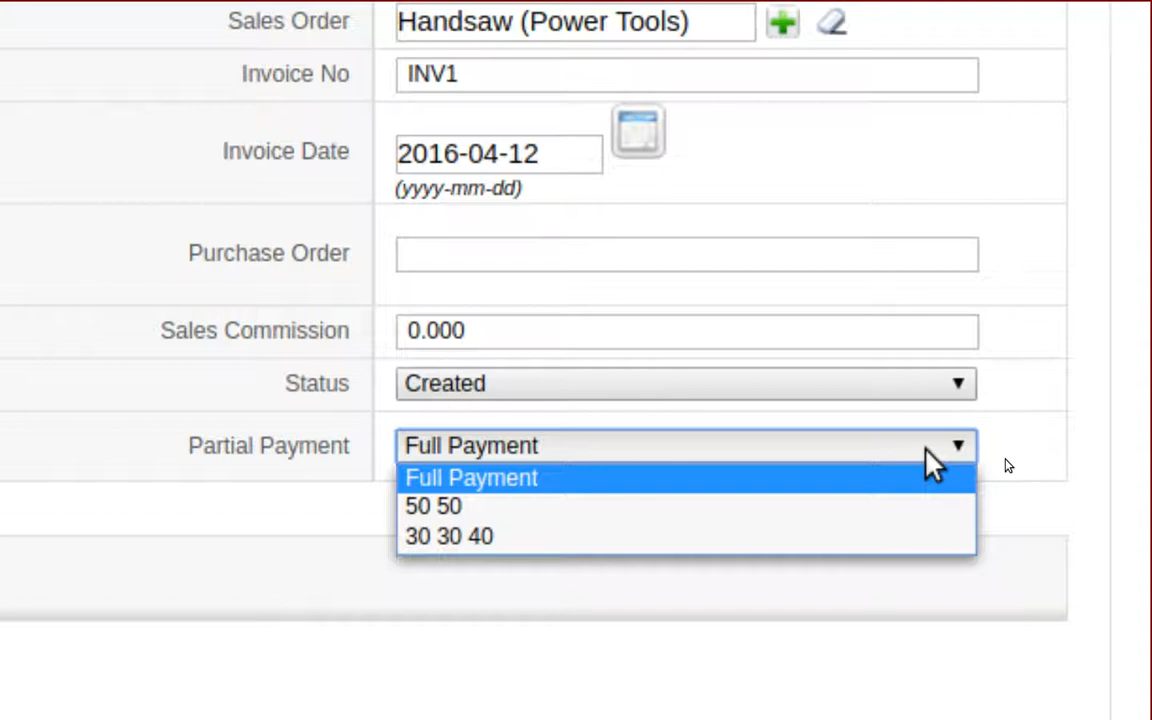 Sales Order Handsaw (Power Tools)
Invoice No INV1
Invoice Date 2016-04-12
(yyyy-mm-dd)
Purchase Order
Sales Commission 0.000
Status Created
Partial Payment Full Payment
Full Payment
50 50
30 30 40